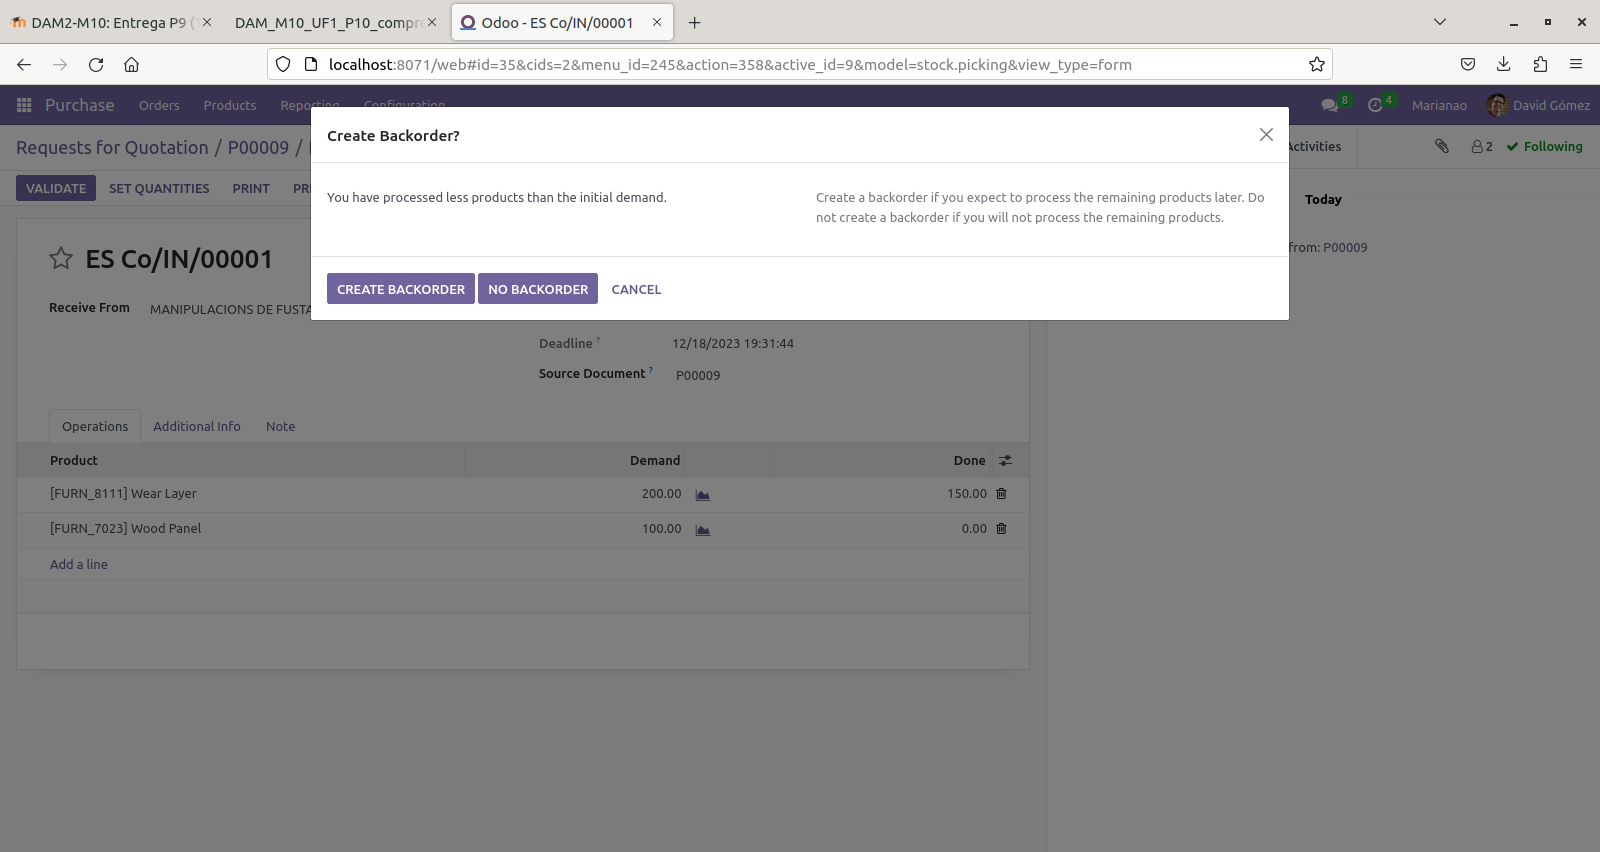 DAM2-M10: Entrega P9 (
DAM_M10_UF1_P10_compr
Odoo - ES Co/IN/00001
localhost:8071/web#id=35&cids=2&menu_id=245&action=358&active_id=9&model=stock.picking&view_type=form
Purchase Orders Products Reporting Configuration 8 4 Marianao David Gómez
Requests for Quotation / P00009 /
Activities 2 Following
VALIDATE SET QUANTITIES PRINT
Create Backorder?
You have processed less products than the initial demand.
Create a backorder if you expect to process the remaining products later. Do
not create a backorder if you will not process the remaining products.
CREATE BACKORDER NO BACKORDER CANCEL
Today
from: P00009
ES Co/IN/00001
Receive From MANIPULACIONS DE FUSTA
Deadline ? 12/18/2023 19:31:44
Source Document ? P00009
Operations Additional Info Note
Product Demand Done
[FURN_8111] Wear Layer 200.00 150.00
[FURN_7023] Wood Panel 100.00 0.00
Add a line